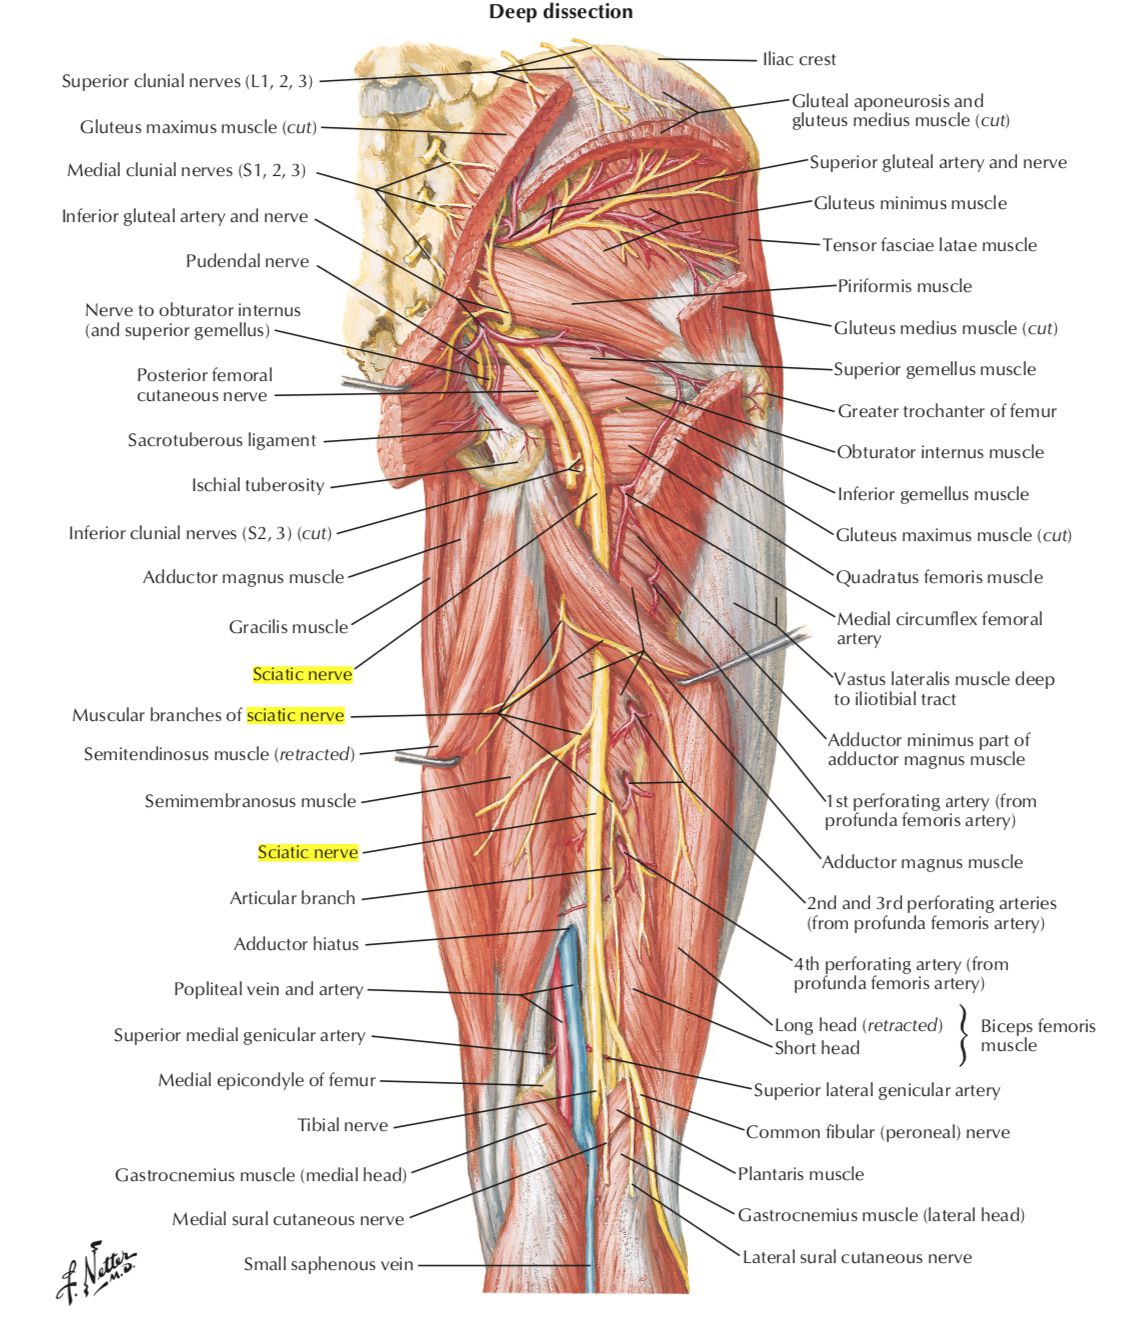 Deep dissection
Superior clunial nerves (L1, 2, 3)
Gluteus maximus muscle (cut)
Medial clunial nerves (S1, 2, 3)
Inferior gluteal artery and nerve
Pudendal nerve
Nerve to obturator internus
(and superior gemellus)
Posterior femoral
cutaneous nerve
Sacrotuberous ligament
Ischial tuberosity
Inferior clunial nerves (S2, 3) (cut)
Adductor magnus muscle
Gracilis muscle
Sciatic nerve
Muscular branches of sciatic nerve
Semitendinosus muscle (retracted)
Semimembranosus muscle
Sciatic nerve
Articular branch
Adductor hiatus
Popliteal vein and artery
Superior medial genicular artery
Medial epicondyle of femur
Tibial nerve
Gastrocnemius muscle (medial head)
Medial sural cutaneous nerve
Small saphenous vein
Iliac crest
Gluteal aponeurosis and
gluteus medius muscle (cut)
Superior gluteal artery and nerve
Gluteus minimus muscle
Tensor fasciae latae muscle
Piriformis muscle
Gluteus medius muscle (cut)
Superior gemellus muscle
Greater trochanter of femur
Obturator internus muscle
Inferior gemellus muscle
Gluteus maximus muscle (cut)
Quadratus femoris muscle
Medial circumflex femoral
artery
Vastus lateralis muscle deep
to iliotibial tract
Adductor minimus part of
adductor magnus muscle
1st perforating artery (from
profunda femoris artery)
Adductor magnus muscle
2nd and 3rd perforating arteries
(from profunda femoris artery)
4th perforating artery (from
profunda femoris artery)
Long head (retracted)
Short head
Biceps femoris
muscle
Superior lateral genicular artery
Common fibular (peroneal) nerve
Plantaris muscle
Gastrocnemius muscle (lateral head)
Lateral sural cutaneous nerve
F. Netter
M.D.